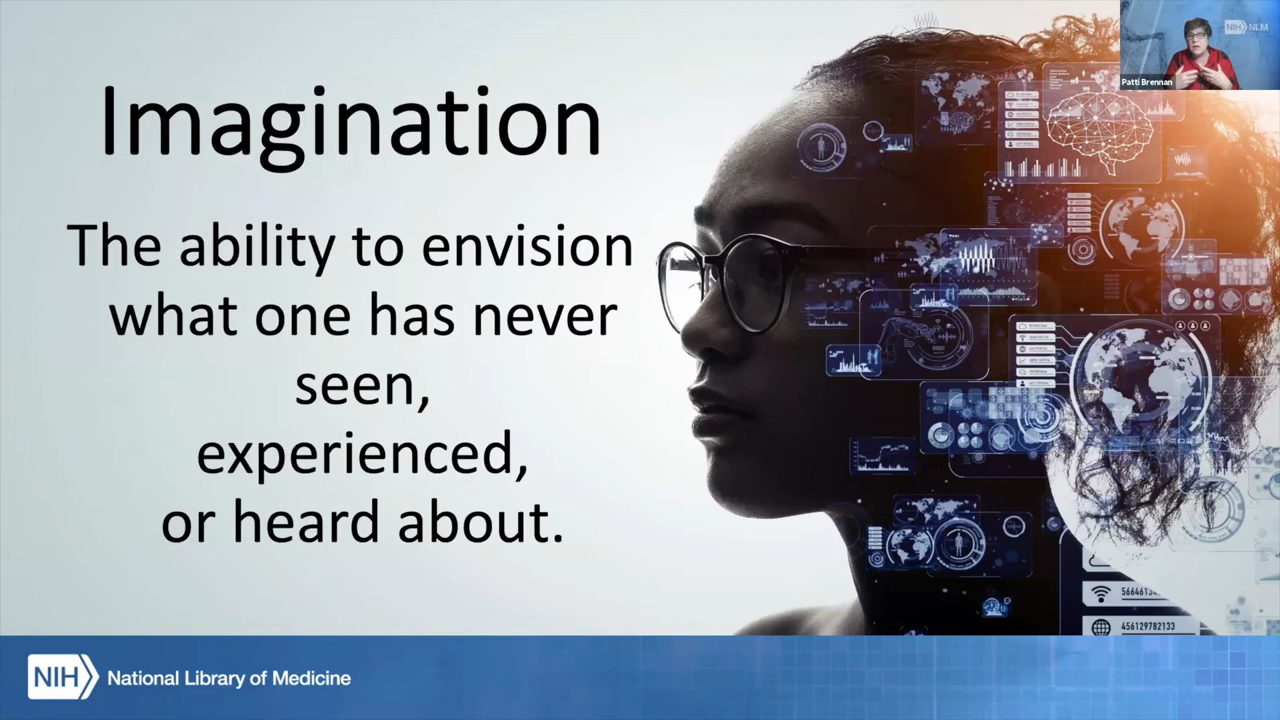 Imagination
The ability to envision
what one has never
seen,
experienced,
or heard about.
NIH NLM
Patti Brennan
456129782133
NIH National Library of Medicine